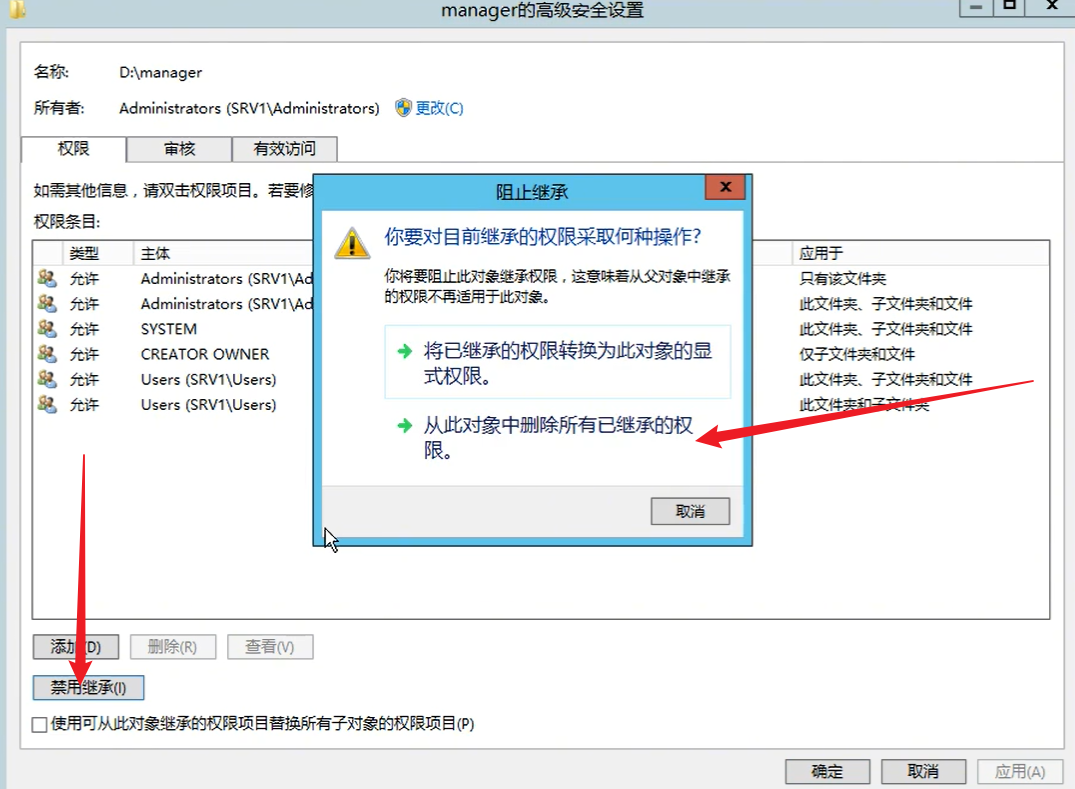 manager的高级安全设置
名称: D:\manager
所有者: Administrators (SRV1\Administrators) 更改(C)
权限 审核 有效访问
如需其他信息，请双击权限项目。若要修
权限条目:
类型 主体 应用于
允许 Administrators (SRV1\Ad 只有该文件夹
允许 Administrators (SRV1\Ad 此文件夹、子文件夹和文件
允许 SYSTEM 此文件夹、子文件夹和文件
允许 CREATOR OWNER 仅子文件夹和文件
允许 Users (SRV1\Users) 此文件夹、子文件夹和文件
允许 Users (SRV1\Users) 此文件夹和子文件夹
阻止继承
你要对目前继承的权限采取何种操作?
你将要阻止此对象继承权限，这意味着从父对象中继承
的权限不再适用于此对象。
将已继承的权限转换为此对象的显
式权限。
从此对象中删除所有已继承的权
限。
取消
添加(D) 删除(R) 查看(V)
禁用继承(I)
使用可从此对象继承的权限项目替换所有子对象的权限项目(P)
确定 取消 应用(A)